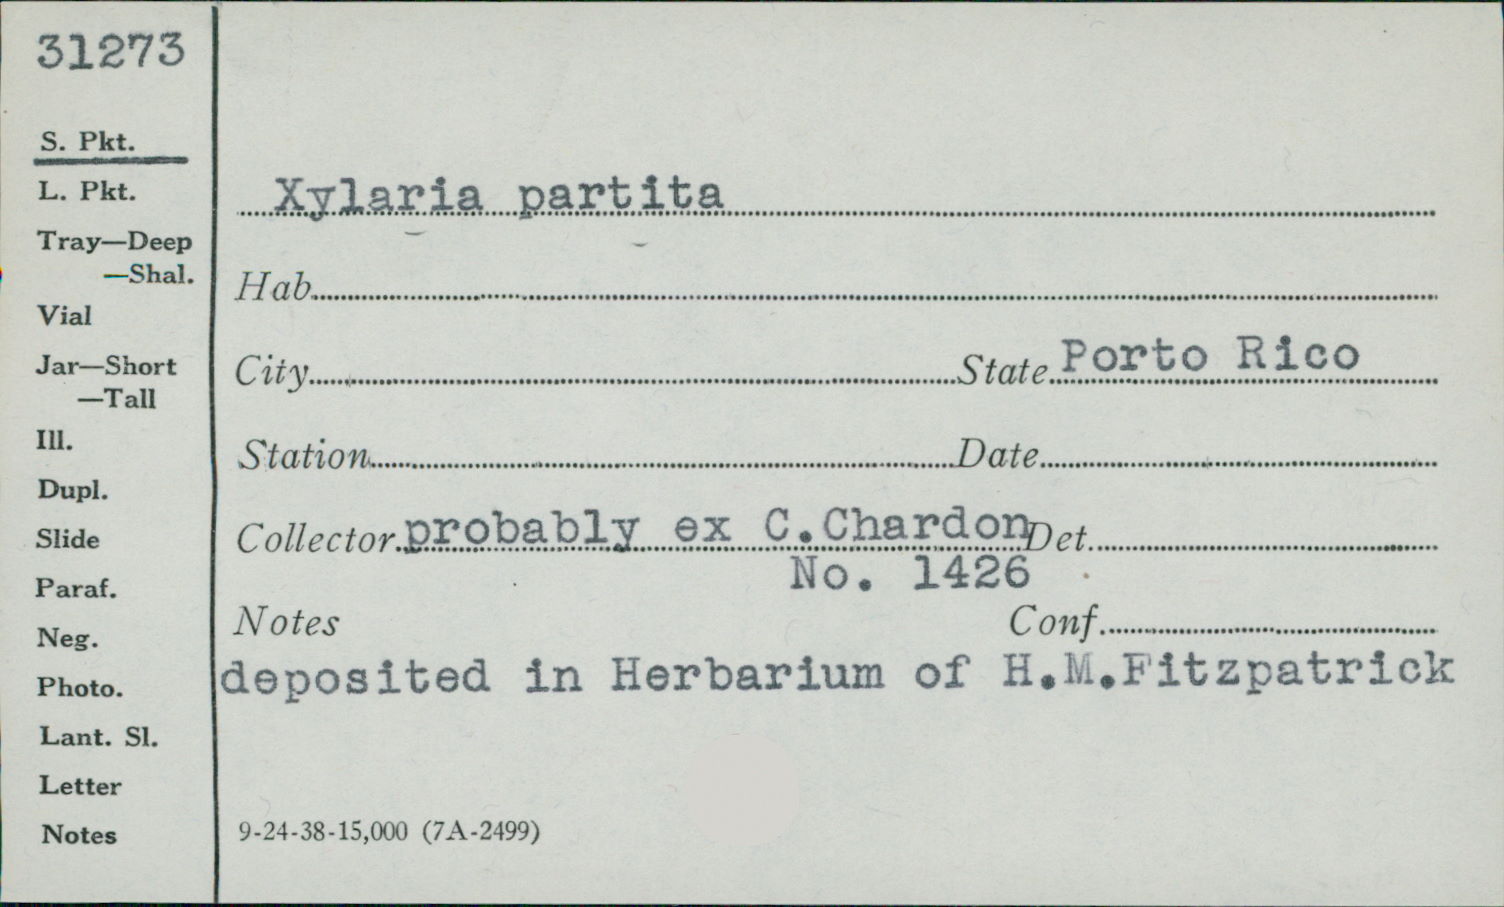 31273
S. Pkt.
L. Pkt.
Tray—Deep
—Shal.
Vial
Jar—Short
—Tall
Ill.
Dupl.
Slide
Paraf.
Neg.
Photo.
Lant. Sl.
Letter
Notes
Xylaria partita
Hab.
City. State Porto Rico
Station Date
Collector probably ex C.Chardon Det.
No. 1426
Notes Conf.
deposited in Herbarium of H.M.Fitzpatrick
9-24-38-15,000 (7A-2499)